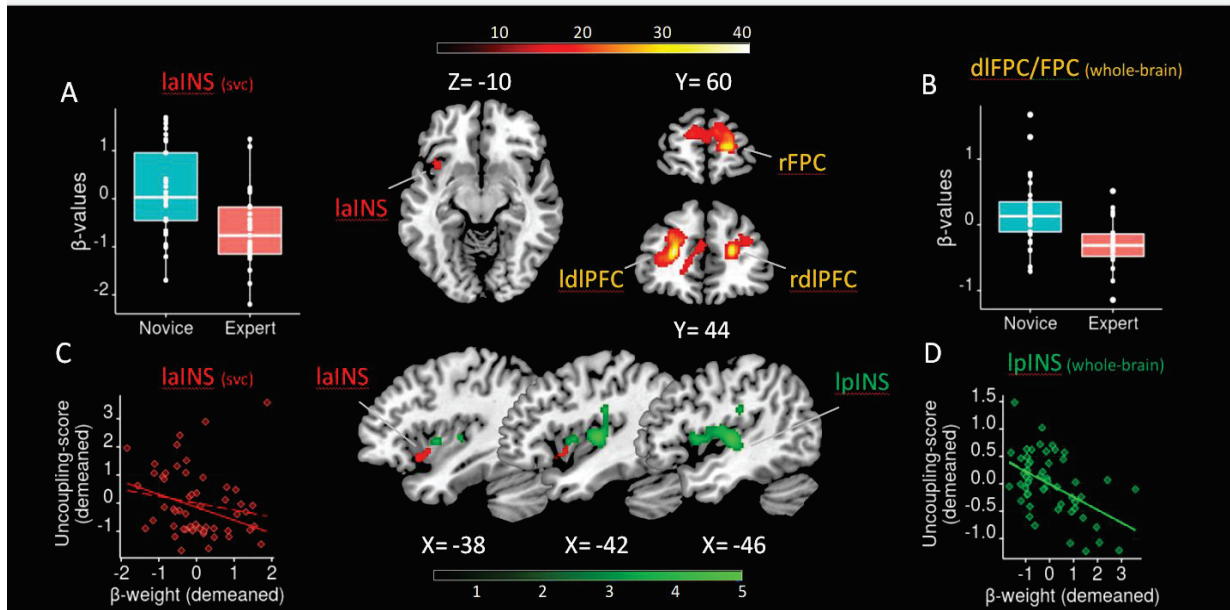 10 20 30 40
A
laINS (svc)
β-values
1
0
-1
-2
Novice Expert
Z= -10
laINS
Y= 60
rFPC
ldlPFC
rdlPFC
Y= 44
B
dlFPC/FPC (whole-brain)
β-values
1
0
-1
Novice Expert
C
laINS (svc)
Uncoupling-score
(demeaned)
3
2
1
0
-1
-2 -1 0 1 2
β-weight (demeaned)
laINS
lpINS
X= -38 X= -42 X= -46
1 2 3 4 5
D
lpINS (whole-brain)
Uncoupling-score
(demeaned)
1.5
1.0
0.5
0.0
-0.5
-1.0
-1 0 1 2 3
β-weight (demeaned)